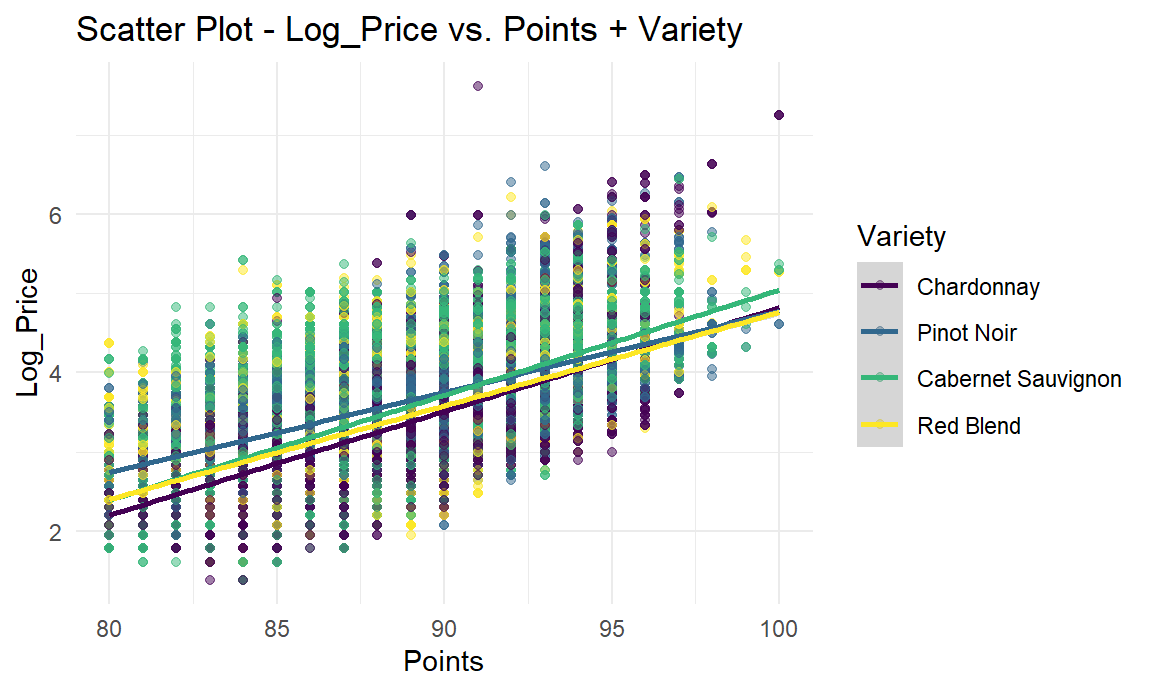 Scatter Plot - Log_Price vs. Points + Variety
Log_Price
6
4
2
80 85 90 95 100
Points
Variety
Chardonnay
Pinot Noir
Cabernet Sauvignon
Red Blend